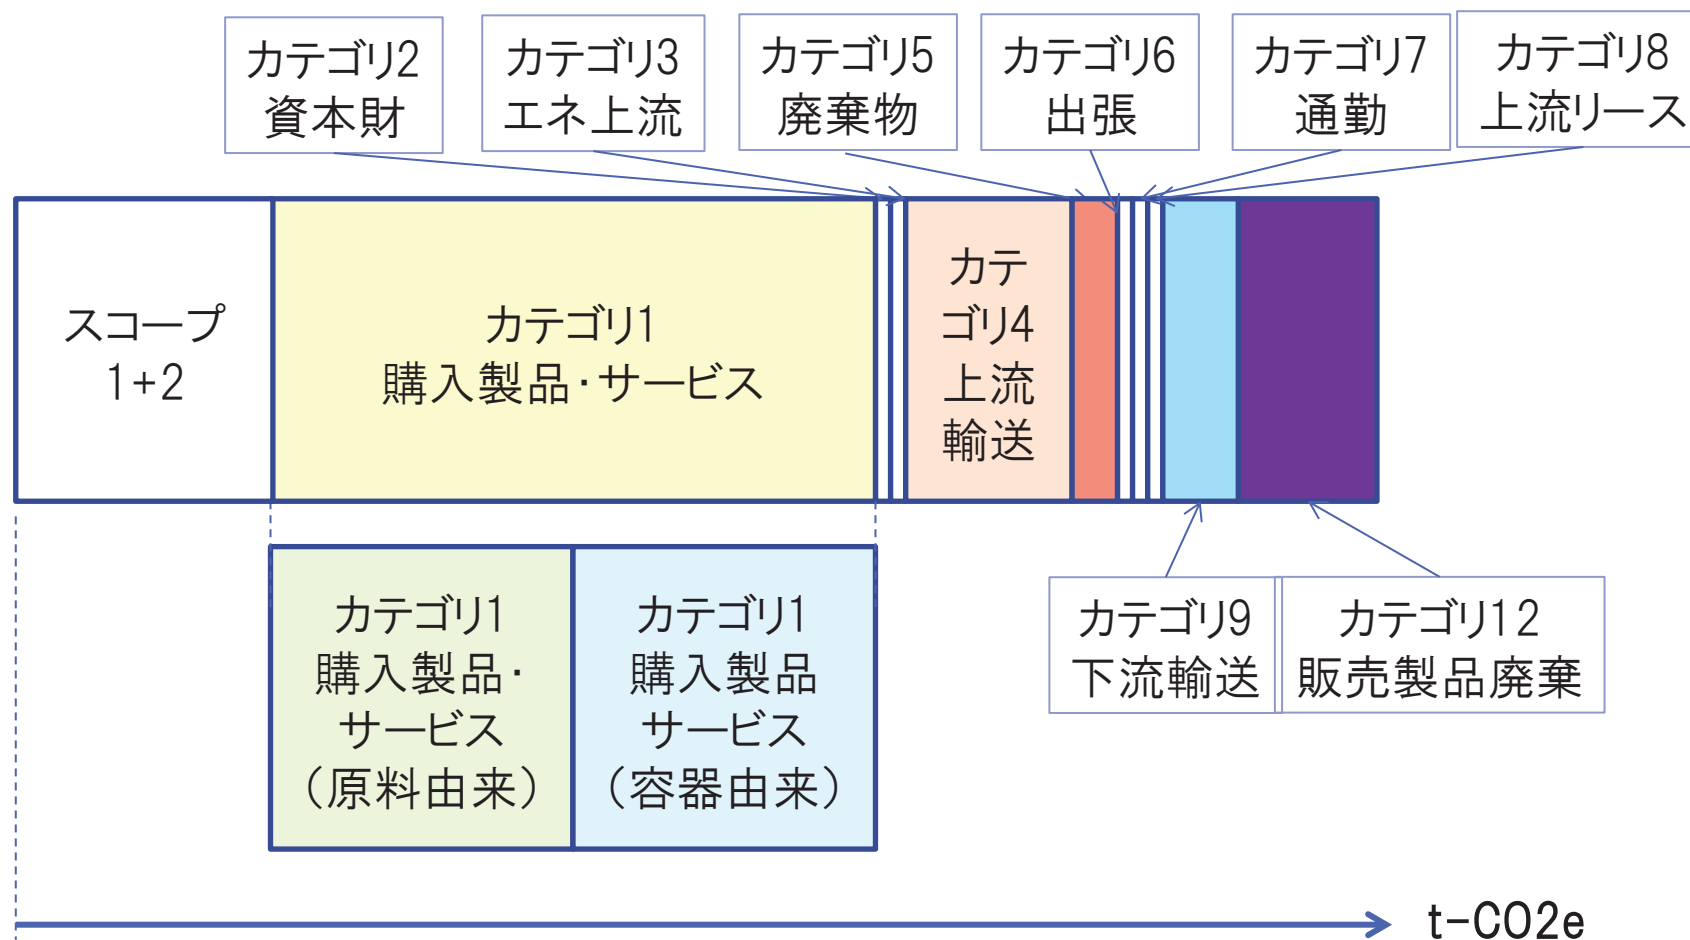 カテゴリ2
資本財
カテゴリ3
エネ上流
カテゴリ5
廃棄物
カテゴリ6
出張
カテゴリ7
通勤
カテゴリ8
上流リース
スコープ
1+2
カテゴリ1
購入製品・サービス
カテ
ゴリ4
上流
輸送
カテゴリ1
購入製品・
サービス
（原料由来）
カテゴリ1
購入製品
サービス
（容器由来）
カテゴリ9
下流輸送
カテゴリ12
販売製品廃棄
t-CO2e